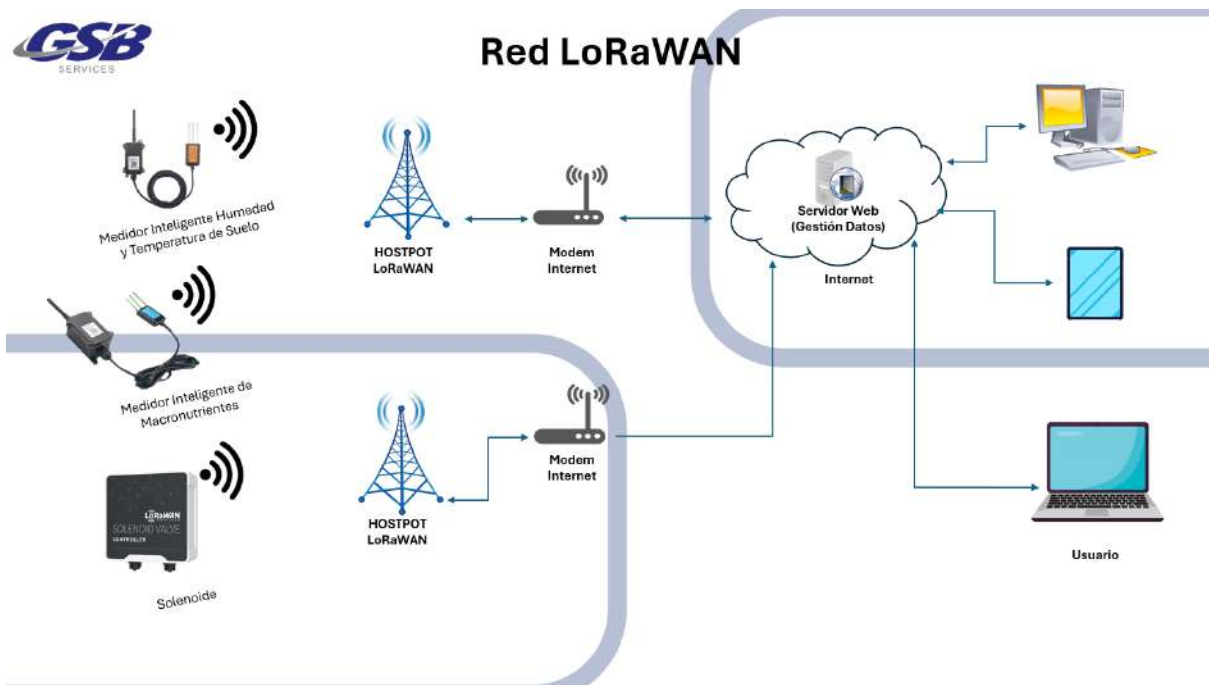 GSB
SERVICES
Red LoRaWAN
Medidor Inteligente Humedad
y Temperatura de Suelo
HOSTPOT
LoRaWAN
Modem
Internet
Servidor Web
(Gestión Datos)
Internet
Medidor Inteligente de
Macronutrientes
HOSTPOT
LoRaWAN
Modem
Internet
LoRaWAN
SOLENOID VALVE
CONTROLLER
Solenoide
Usuario